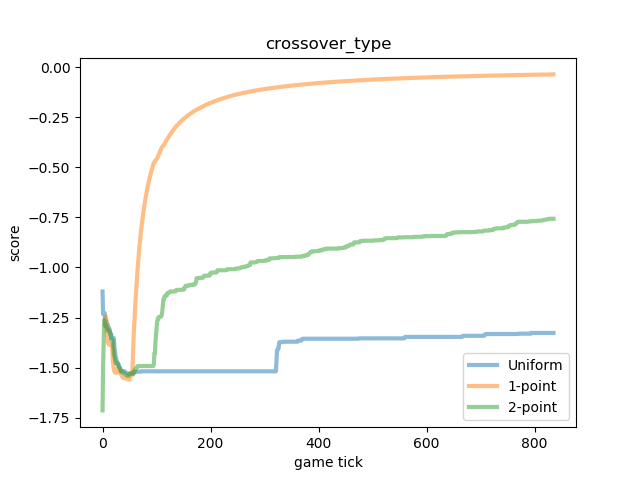 crossover_type
0.00
−0.25
−0.50
−0.75
−1.00
−1.25
−1.50
−1.75
score
0
200
400
600
800
game tick
Uniform
1-point
2-point